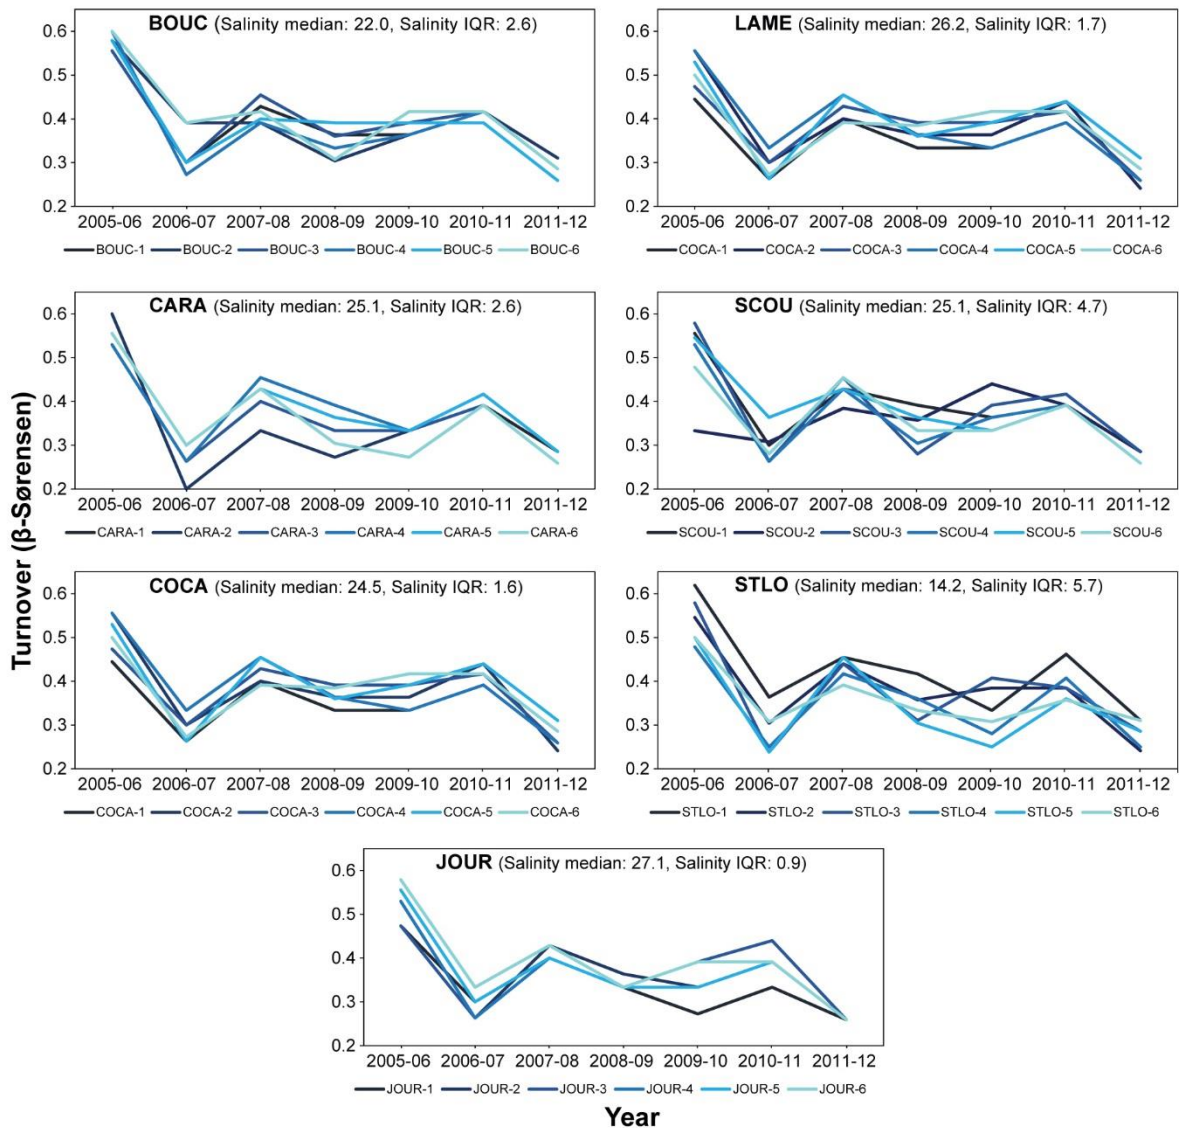 BOUC (Salinity median: 22.0, Salinity IQR: 2.6)
0.6
0.5
0.4
0.3
0.2
2005-06 2006-07 2007-08 2008-09 2009-10 2010-11 2011-12
BOUC-1 BOUC-2 BOUC-3 BOUC-4 BOUC-5 BOUC-6
LAME (Salinity median: 26.2, Salinity IQR: 1.7)
0.6
0.5
0.4
0.3
0.2
2005-06 2006-07 2007-08 2008-09 2009-10 2010-11 2011-12
COCA-1 COCA-2 COCA-3 COCA-4 COCA-5 COCA-6
CARA (Salinity median: 25.1, Salinity IQR: 2.6)
0.6
0.5
0.4
0.3
0.2
2005-06 2006-07 2007-08 2008-09 2009-10 2010-11 2011-12
CARA-1 CARA-2 CARA-3 CARA-4 CARA-5 CARA-6
SCOU (Salinity median: 25.1, Salinity IQR: 4.7)
0.6
0.5
0.4
0.3
0.2
2005-06 2006-07 2007-08 2008-09 2009-10 2010-11 2011-12
SCOU-1 SCOU-2 SCOU-3 SCOU-4 SCOU-5 SCOU-6
Turnover (β-Sørensen)
COCA (Salinity median: 24.5, Salinity IQR: 1.6)
0.6
0.5
0.4
0.3
0.2
2005-06 2006-07 2007-08 2008-09 2009-10 2010-11 2011-12
COCA-1 COCA-2 COCA-3 COCA-4 COCA-5 COCA-6
STLO (Salinity median: 14.2, Salinity IQR: 5.7)
0.6
0.5
0.4
0.3
0.2
2005-06 2006-07 2007-08 2008-09 2009-10 2010-11 2011-12
STLO-1 STLO-2 STLO-3 STLO-4 STLO-5 STLO-6
JOUR (Salinity median: 27.1, Salinity IQR: 0.9)
0.6
0.5
0.4
0.3
0.2
2005-06 2006-07 2007-08 2008-09 2009-10 2010-11 2011-12
JOUR-1 JOUR-2 JOUR-3 JOUR-4 JOUR-5 JOUR-6
Year